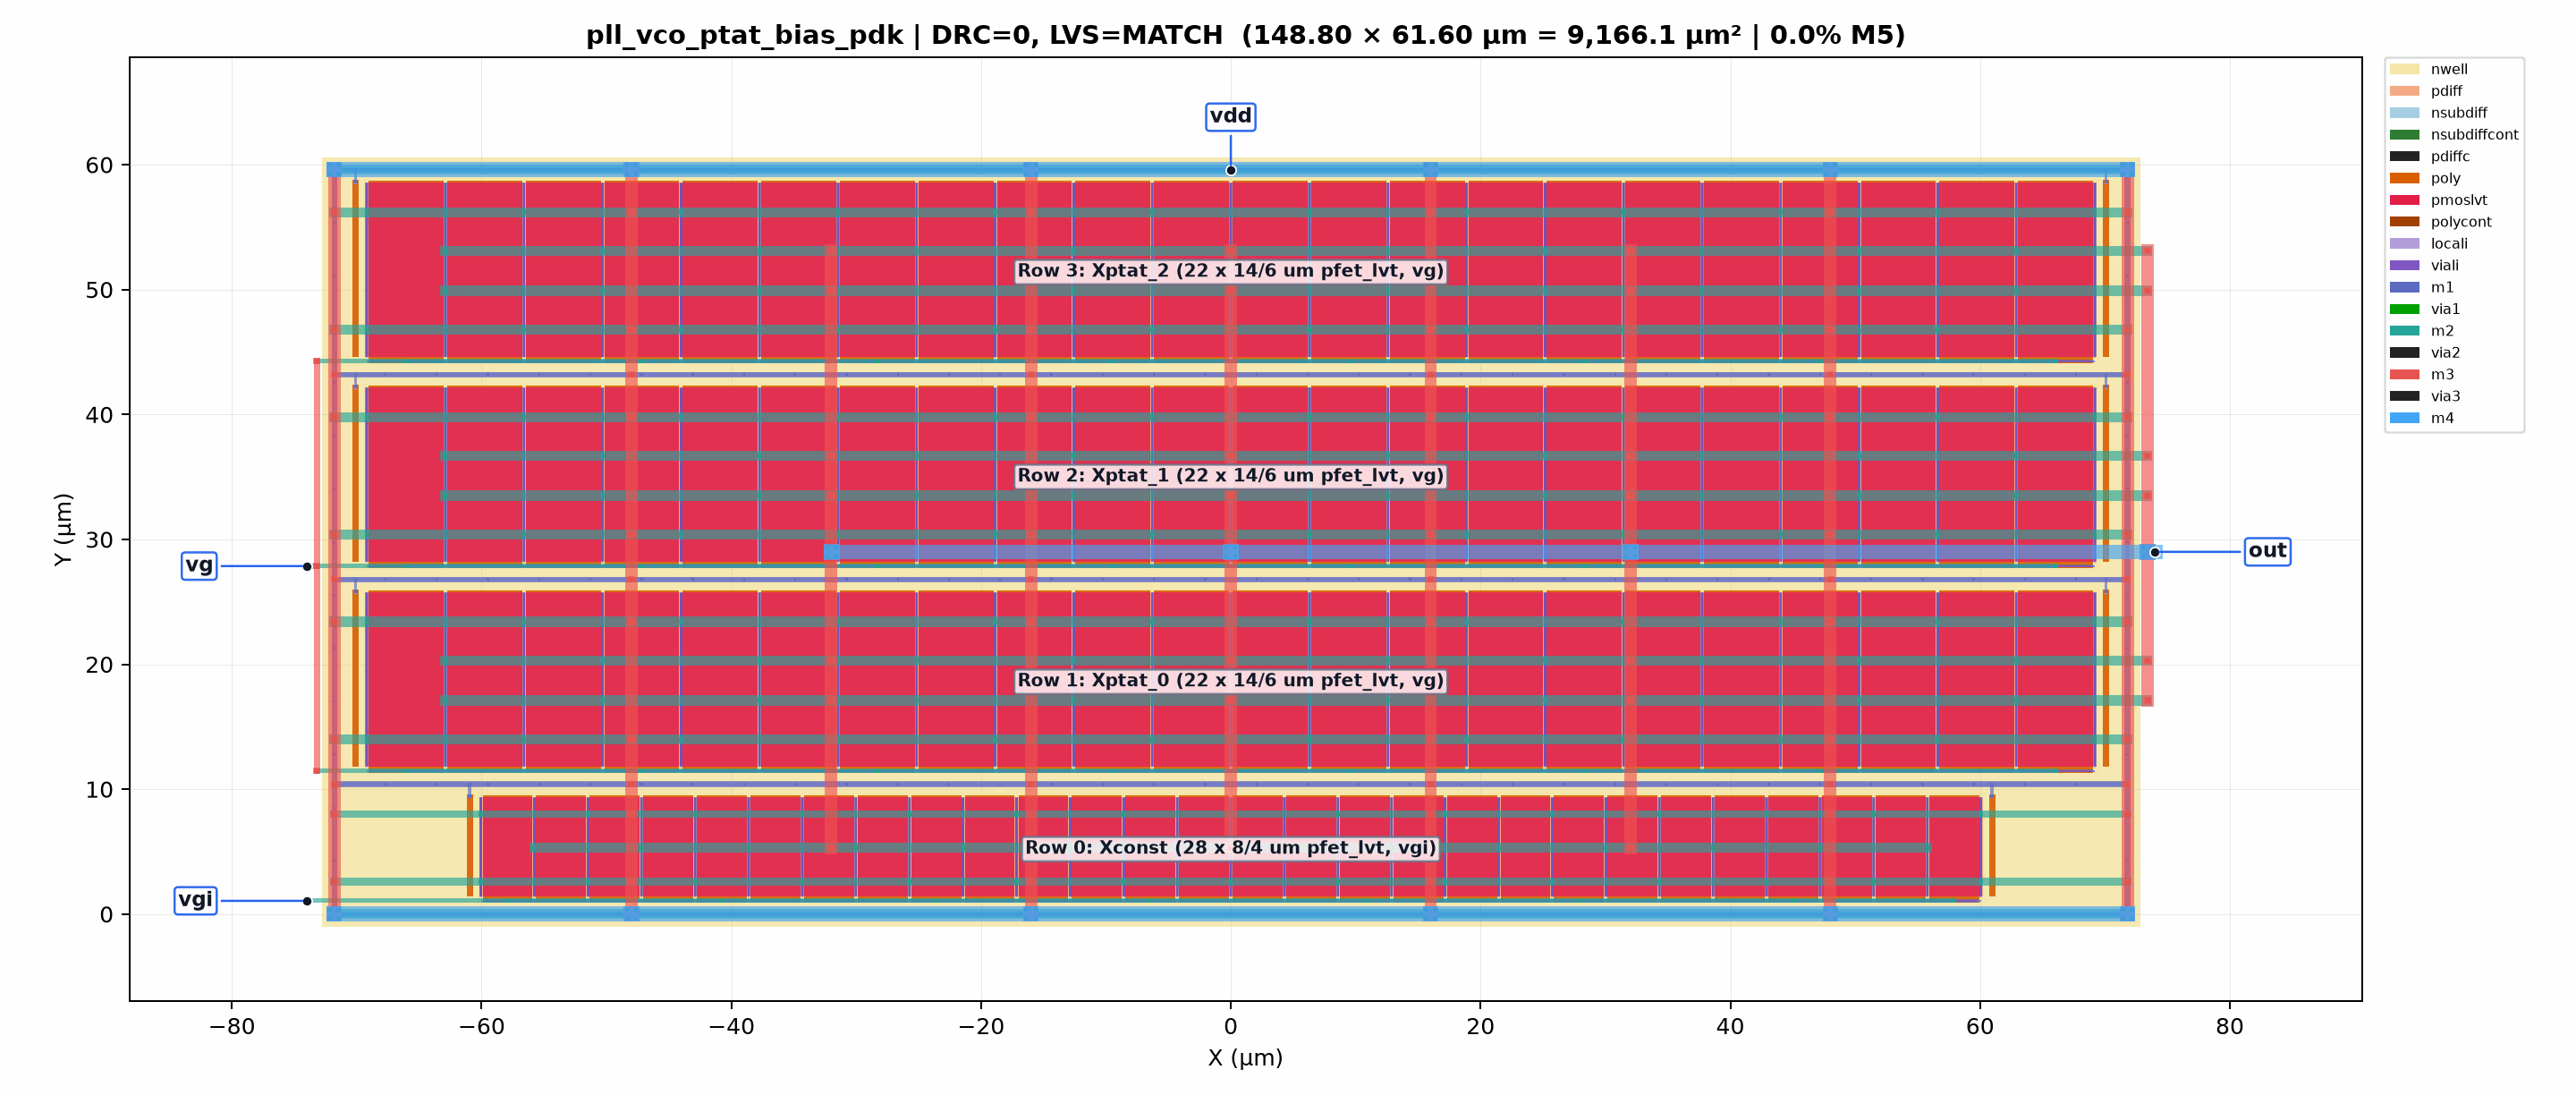 pll_vco_ptat_bias_pdk | DRC=0, LVS=MATCH  (148.80 × 61.60 μm = 9,166.1 μm² | 0.0% M5)
nwell
pdiff
nsubdiff
nsubdiffcont
pdiffc
poly
pmoslvt
polycont
locali
viali
m1
via1
m2
via2
m3
via3
m4
vdd
Row 3: Xptat_2 (22 x 14/6 um pfet_lvt, vg)
Row 2: Xptat_1 (22 x 14/6 um pfet_lvt, vg)
vg
out
Row 1: Xptat_0 (22 x 14/6 um pfet_lvt, vg)
Row 0: Xconst (28 x 8/4 um pfet_lvt, vgi)
vgi
60
50
40
30
20
10
0
Y (μm)
−80
−60
−40
−20
0
20
40
60
80
X (μm)